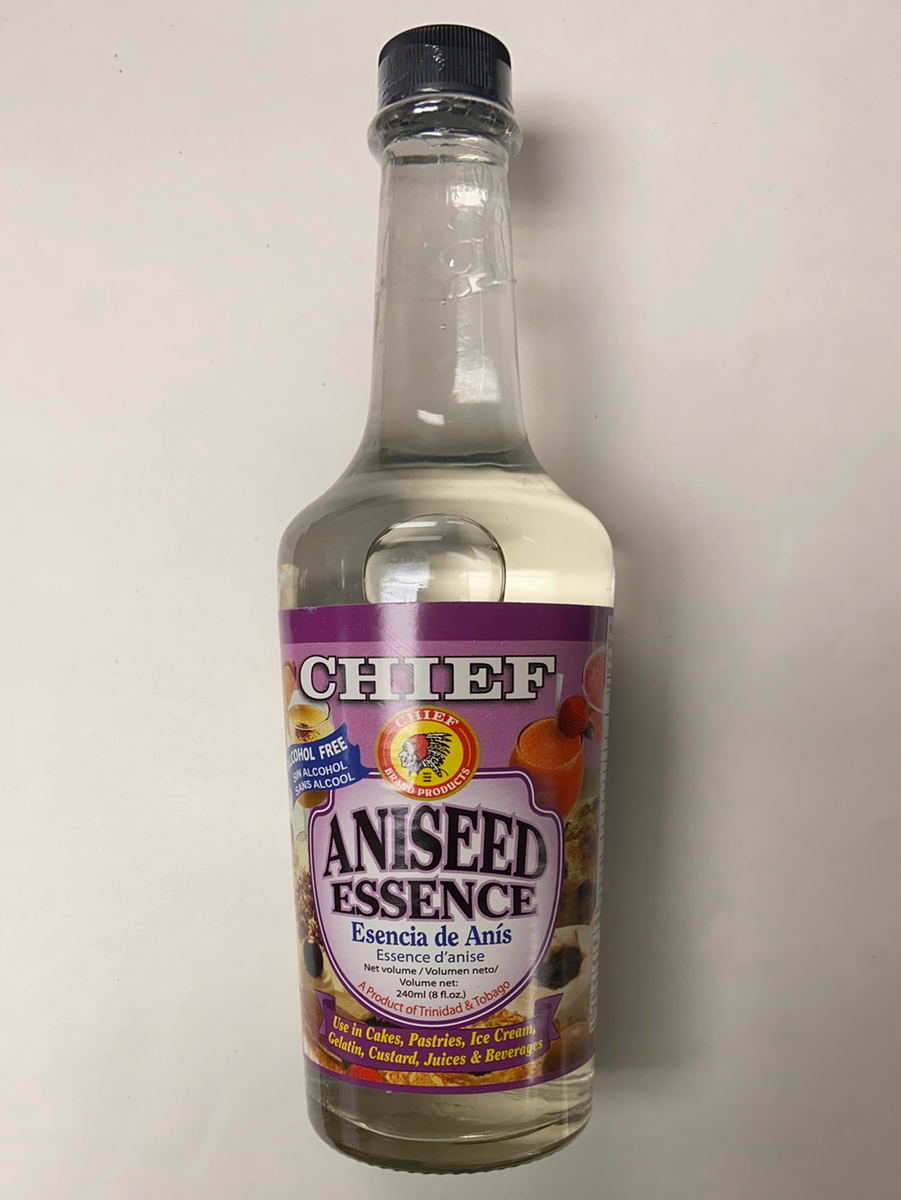 CHIEF
CHIEF
BRAND PRODUCTS
ALCOHOL FREE
SIN ALCOHOL
SANS ALCOOL
ANISEED
ESSENCE
Esencia de Anís
Essence d'anise
Net volume / Volumen neto/
Volume net:
240ml (8 fl.oz.)
A Product of Trinidad & Tobago
Use in Cakes, Pastries, Ice Cream,
Gelatin, Custard, Juices & Beverages